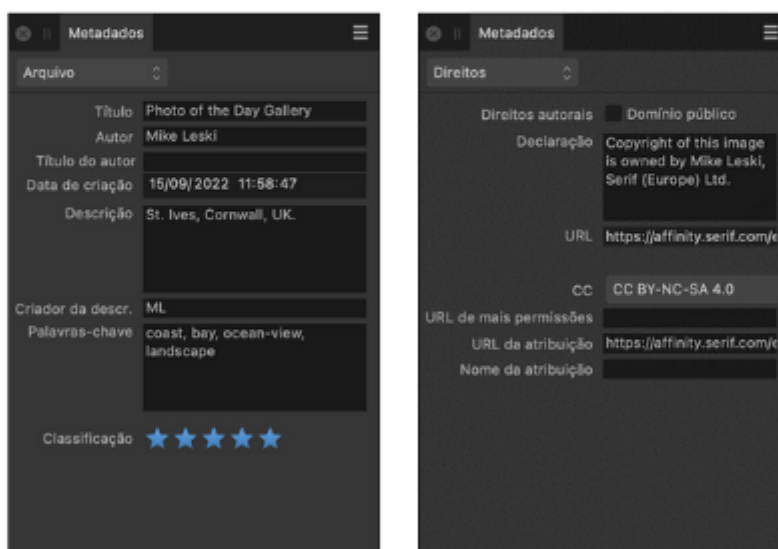 Metadados
Arquivo
Título Photo of the Day Gallery
Autor Mike Leski
Título do autor
Data de criação 15/09/2022 11:58:47
Descrição St. Ives, Cornwall, UK.
Criador da descr. ML
Palavras-chave coast, bay, ocean-view,
landscape
Classificação
Metadados
Direitos
Direitos autorais Domínio público
Declaração Copyright of this image
is owned by Mike Leski,
Serif (Europe) Ltd.
URL https://affinity.serif.com/e
CC CC BY-NC-SA 4.0
URL de mais permissões
URL da atribuição https://affinity.serif.com/e
Nome da atribuição